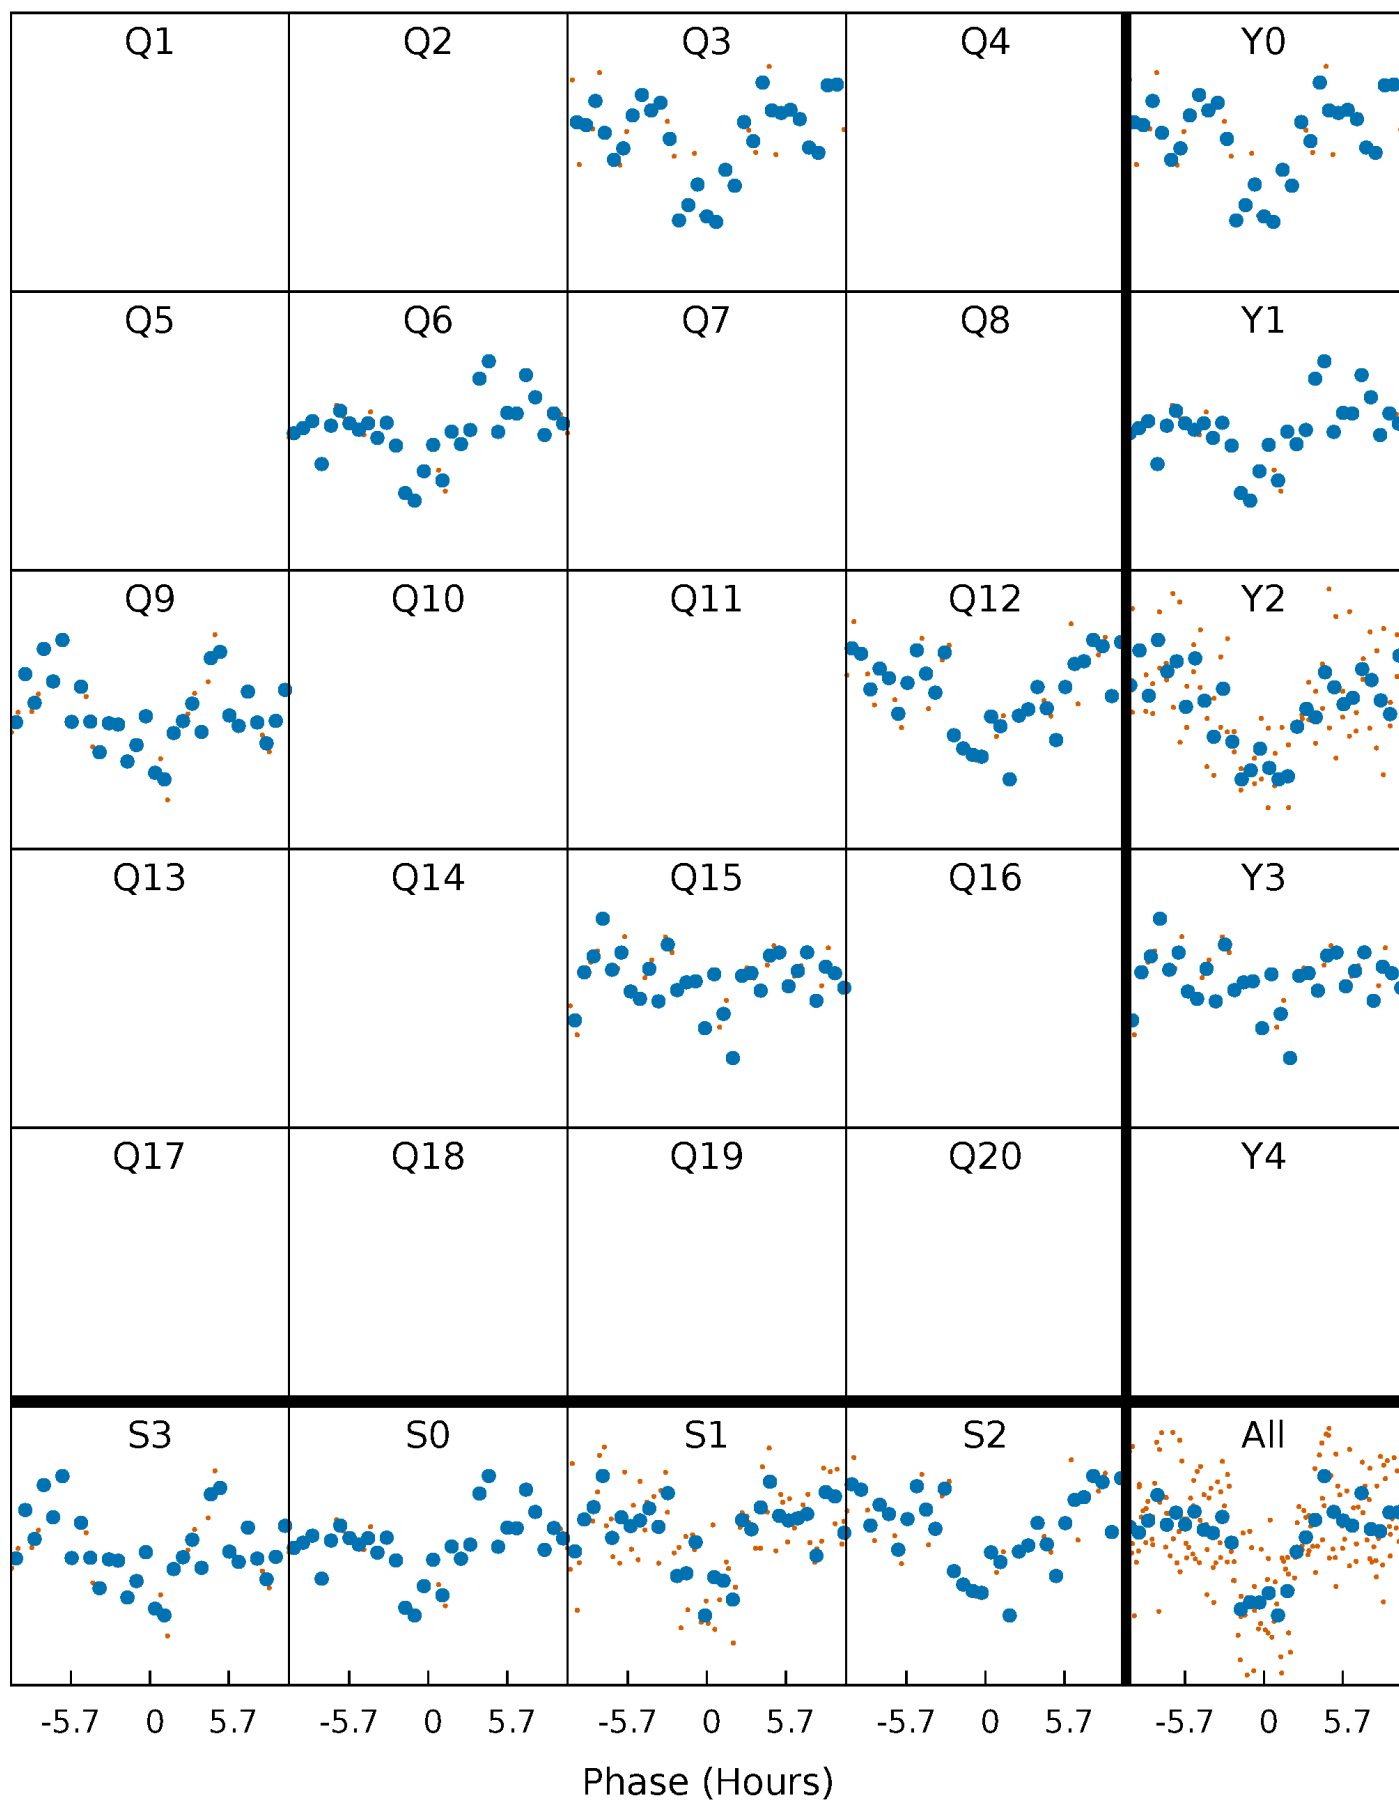 Q1 Q2 Q3 Q4 Y0
Q5 Q6 Q7 Q8 Y1
Q9 Q10 Q11 Q12 Y2
Q13 Q14 Q15 Q16 Y3
Q17 Q18 Q19 Q20 Y4
S3 S0 S1 S2 All
-5.7 0 5.7 -5.7 0 5.7 -5.7 0 5.7 -5.7 0 5.7 -5.7 0 5.7
Phase (Hours)